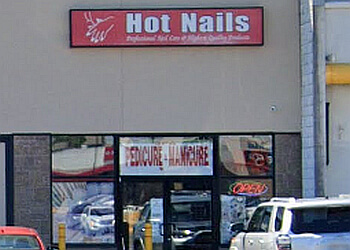 Hot Nails
Professional Nail Care & Highest Quality Products
PEDICURE - MANICURE
OPEN